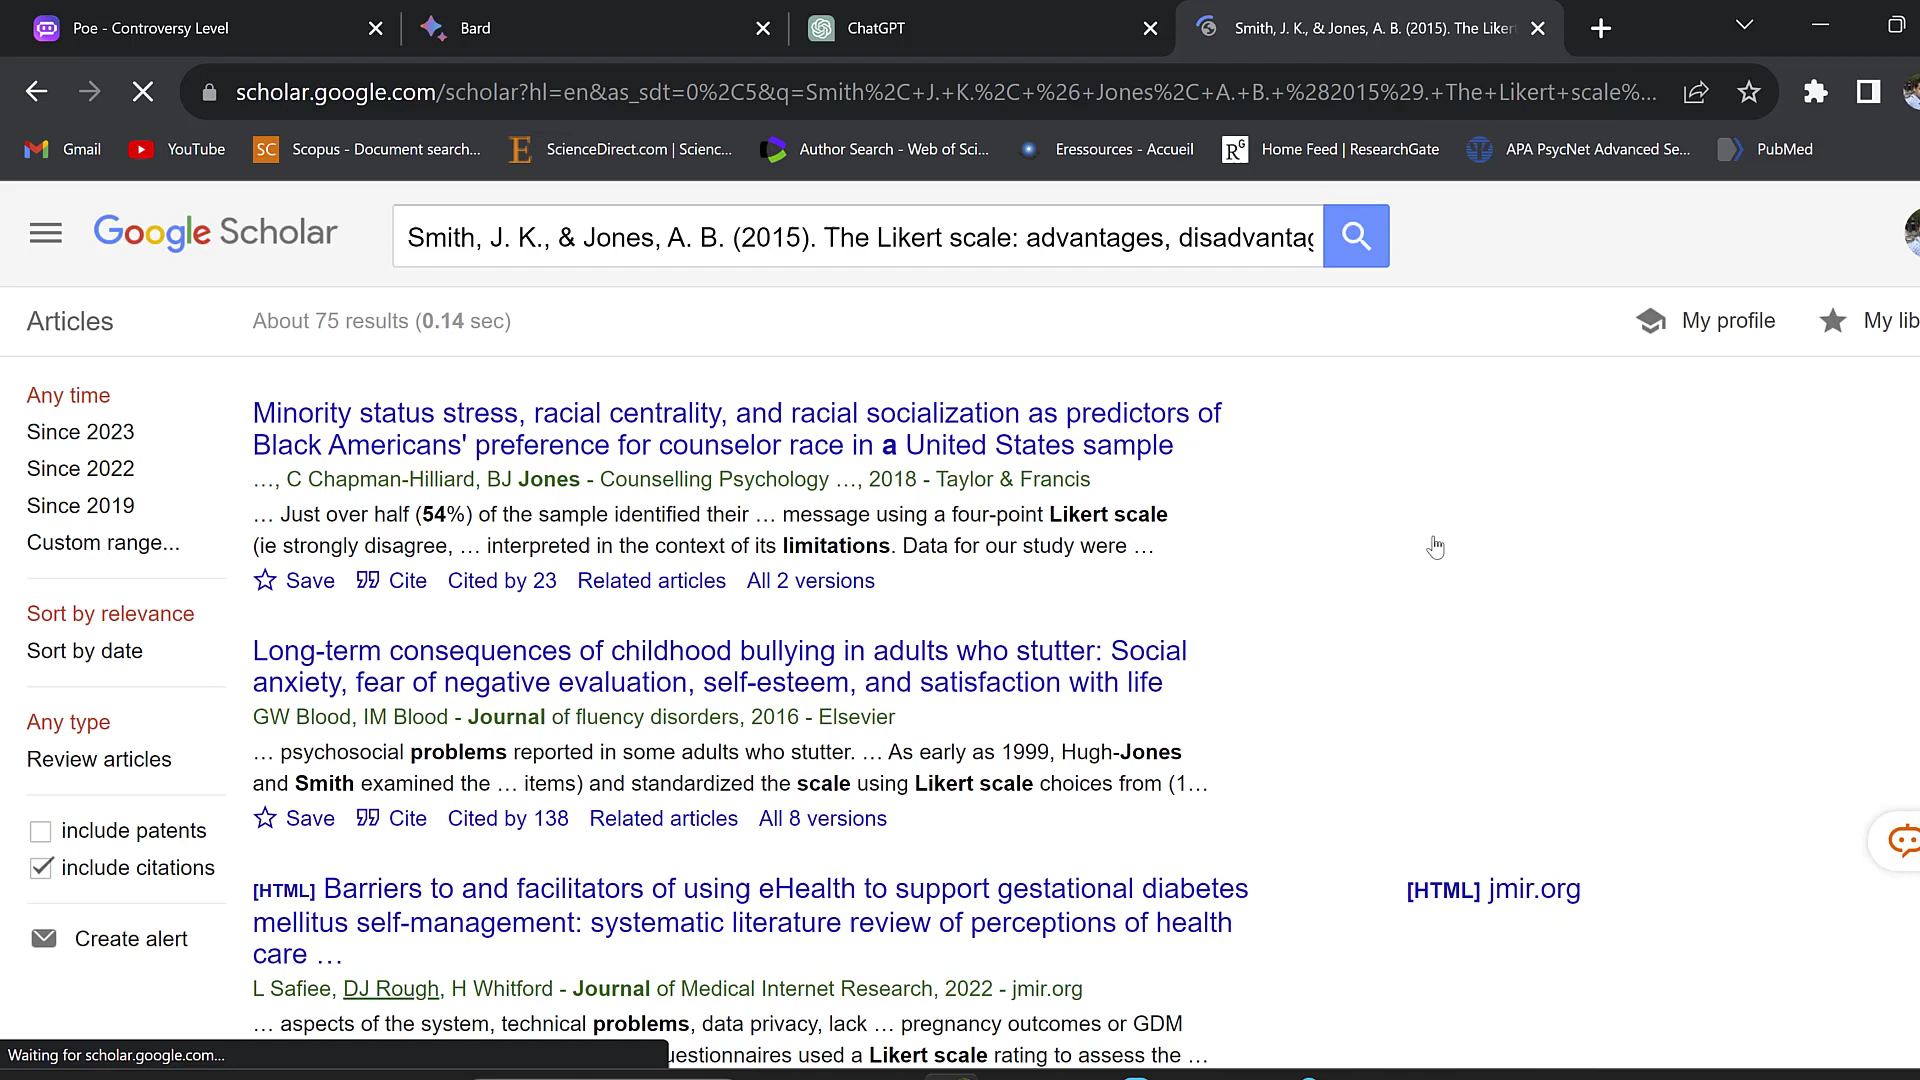 Poe - Controversy Level
Bard
ChatGPT
Smith, J. K., & Jones, A. B. (2015). The Liker
scholar.google.com/scholar?hl=en&as_sdt=0%2C5&q=Smith%2C+J.+K.%2C+%26+Jones%2C+A.+B.+%282015%29.+The+Likert+scale%...
Gmail
YouTube
SC
Scopus - Document search...
ScienceDirect.com | Scienc...
Author Search - Web of Sci...
Eressources - Accueil
RG
Home Feed | ResearchGate
APA PsycNet Advanced Se...
PubMed
Google Scholar
Smith, J. K., & Jones, A. B. (2015). The Likert scale: advantages, disadvantag
Articles
About 75 results (0.14 sec)
My profile
My lib
Any time
Since 2023
Since 2022
Since 2019
Custom range...
Sort by relevance
Sort by date
Any type
Review articles
include patents
include citations
Create alert
Minority status stress, racial centrality, and racial socialization as predictors of
Black Americans' preference for counselor race in a United States sample
…, C Chapman-Hilliard, BJ Jones - Counselling Psychology …, 2018 - Taylor & Francis
… Just over half (54%) of the sample identified their … message using a four-point Likert scale
(ie strongly disagree, … interpreted in the context of its limitations. Data for our study were …
Save Cite Cited by 23 Related articles All 2 versions
Long-term consequences of childhood bullying in adults who stutter: Social
anxiety, fear of negative evaluation, self-esteem, and satisfaction with life
GW Blood, IM Blood - Journal of fluency disorders, 2016 - Elsevier
… psychosocial problems reported in some adults who stutter. … As early as 1999, Hugh-Jones
and Smith examined the … items) and standardized the scale using Likert scale choices from (1…
Save Cite Cited by 138 Related articles All 8 versions
[HTML] Barriers to and facilitators of using eHealth to support gestational diabetes
mellitus self-management: systematic literature review of perceptions of health
care …
[HTML] jmir.org
L Safiee, DJ Rough, H Whitford - Journal of Medical Internet Research, 2022 - jmir.org
… aspects of the system, technical problems, data privacy, lack … pregnancy outcomes or GDM
uestionnaires used a Likert scale rating to assess the …
Waiting for scholar.google.com...